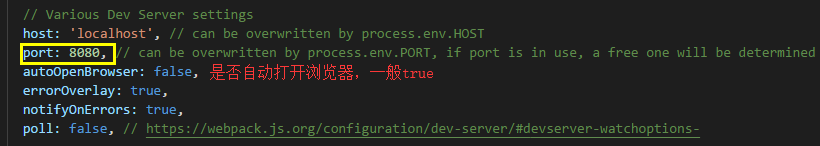 // Various Dev Server settings
host: 'localhost', // can be overwritten by process.env.HOST
port: 8080, // can be overwritten by process.env.PORT, if port is in use, a free one will be determined
autoOpenBrowser: false, 是否自动打开浏览器，一般true
errorOverlay: true,
notifyOnErrors: true,
poll: false, // https://webpack.js.org/configuration/dev-server/#devserver-watchoptions-